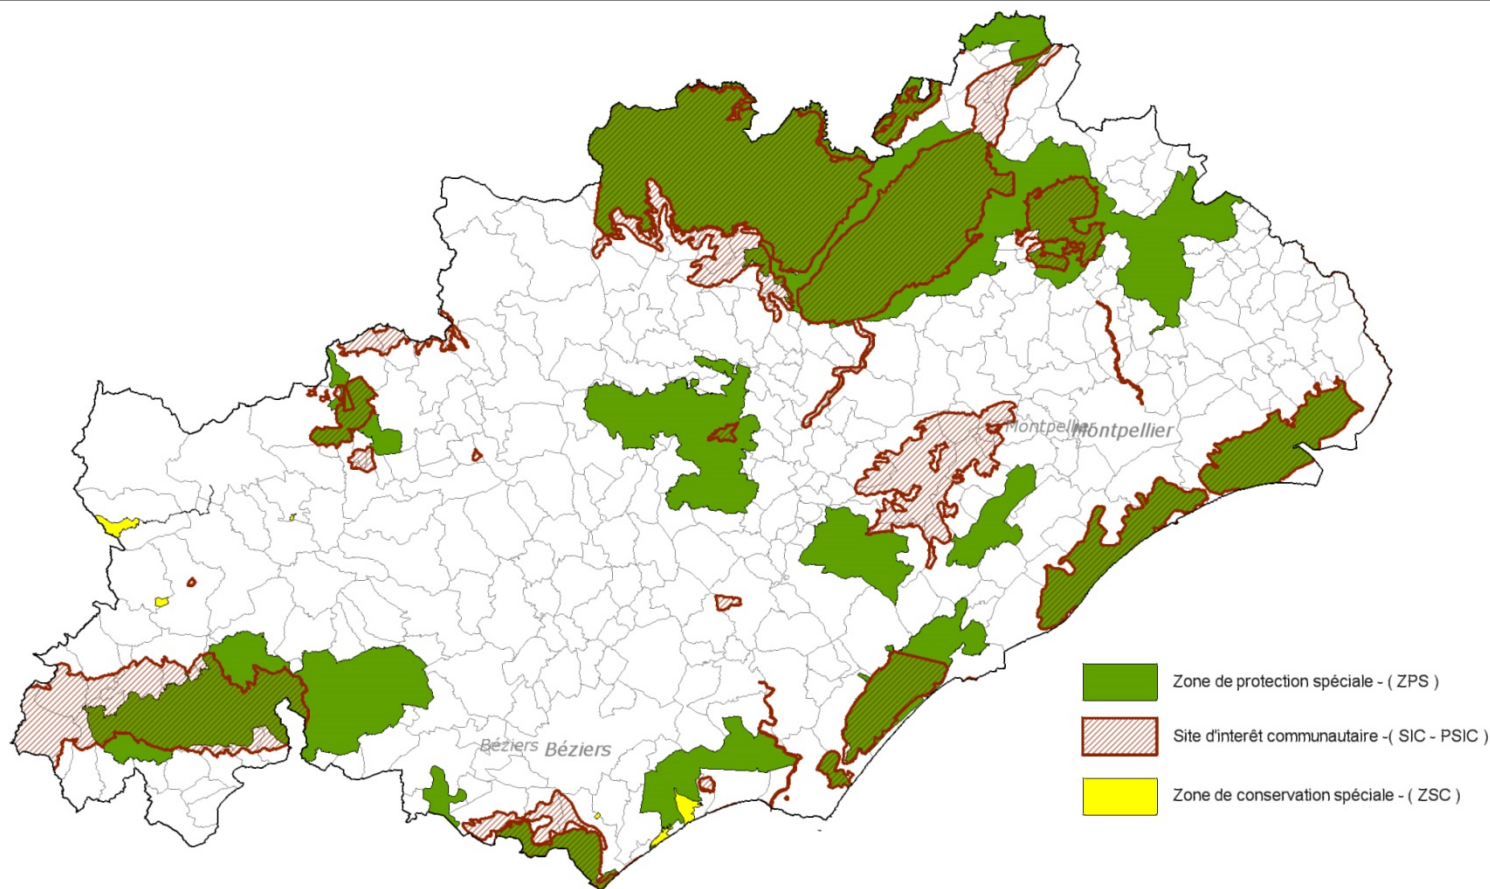 Montpellier Montpellier
Béziers Béziers
Zone de protection spéciale - ( ZPS )
Site d'interêt communautaire -( SIC - PSIC )
Zone de conservation spéciale - ( ZSC )